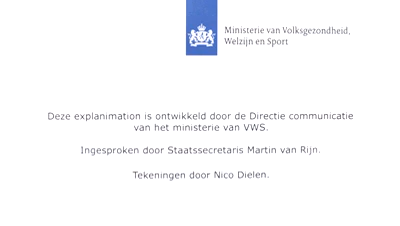 Ministerie van Volksgezondheid,
Welzijn en Sport
Deze explanimation is ontwikkeld door de Directie communicatie
van het ministerie van VWS.
Ingesproken door Staatssecretaris Martin van Rijn.
Tekeningen door Nico Dielen.